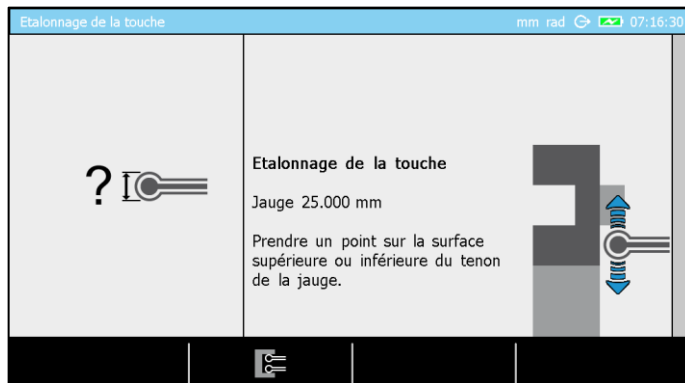 Etalonnage de la touche
mm rad 07:16:30
?
Etalonnage de la touche
Jauge 25.000 mm
Prendre un point sur la surface
supérieure ou inférieure du tenon
de la jauge.